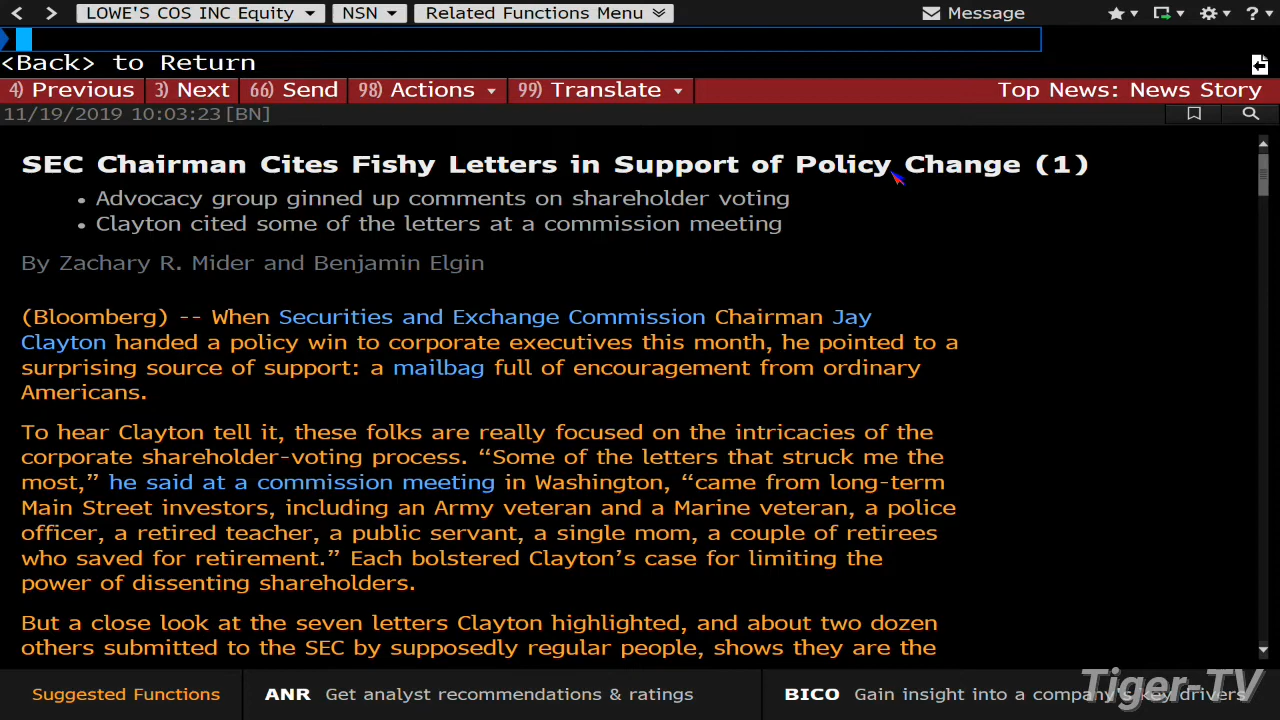 LOWE'S COS INC Equity NSN Related Functions Menu Message
<Back> to Return
4) Previous 3) Next 66) Send 98) Actions 99) Translate Top News: News Story
11/19/2019 10:03:23[BN]
SEC Chairman Cites Fishy Letters in Support of Policy Change (1)
• Advocacy group ginned up comments on shareholder voting
• Clayton cited some of the letters at a commission meeting
By Zachary R. Mider and Benjamin Elgin
(Bloomberg) -- When Securities and Exchange Commission Chairman Jay
Clayton handed a policy win to corporate executives this month, he pointed to a
surprising source of support: a mailbag full of encouragement from ordinary
Americans.
To hear Clayton tell it, these folks are really focused on the intricacies of the
corporate shareholder-voting process. “Some of the letters that struck me the
most,” he said at a commission meeting in Washington, “came from long-term
Main Street investors, including an Army veteran and a Marine veteran, a police
officer, a retired teacher, a public servant, a single mom, a couple of retirees
who saved for retirement.” Each bolstered Clayton’s case for limiting the
power of dissenting shareholders.
But a close look at the seven letters Clayton highlighted, and about two dozen
others submitted to the SEC by supposedly regular people, shows they are the
Suggested Functions ANR Get analyst recommendations & ratings BICO Gain insight into a company's key drivers
Tiger-TV